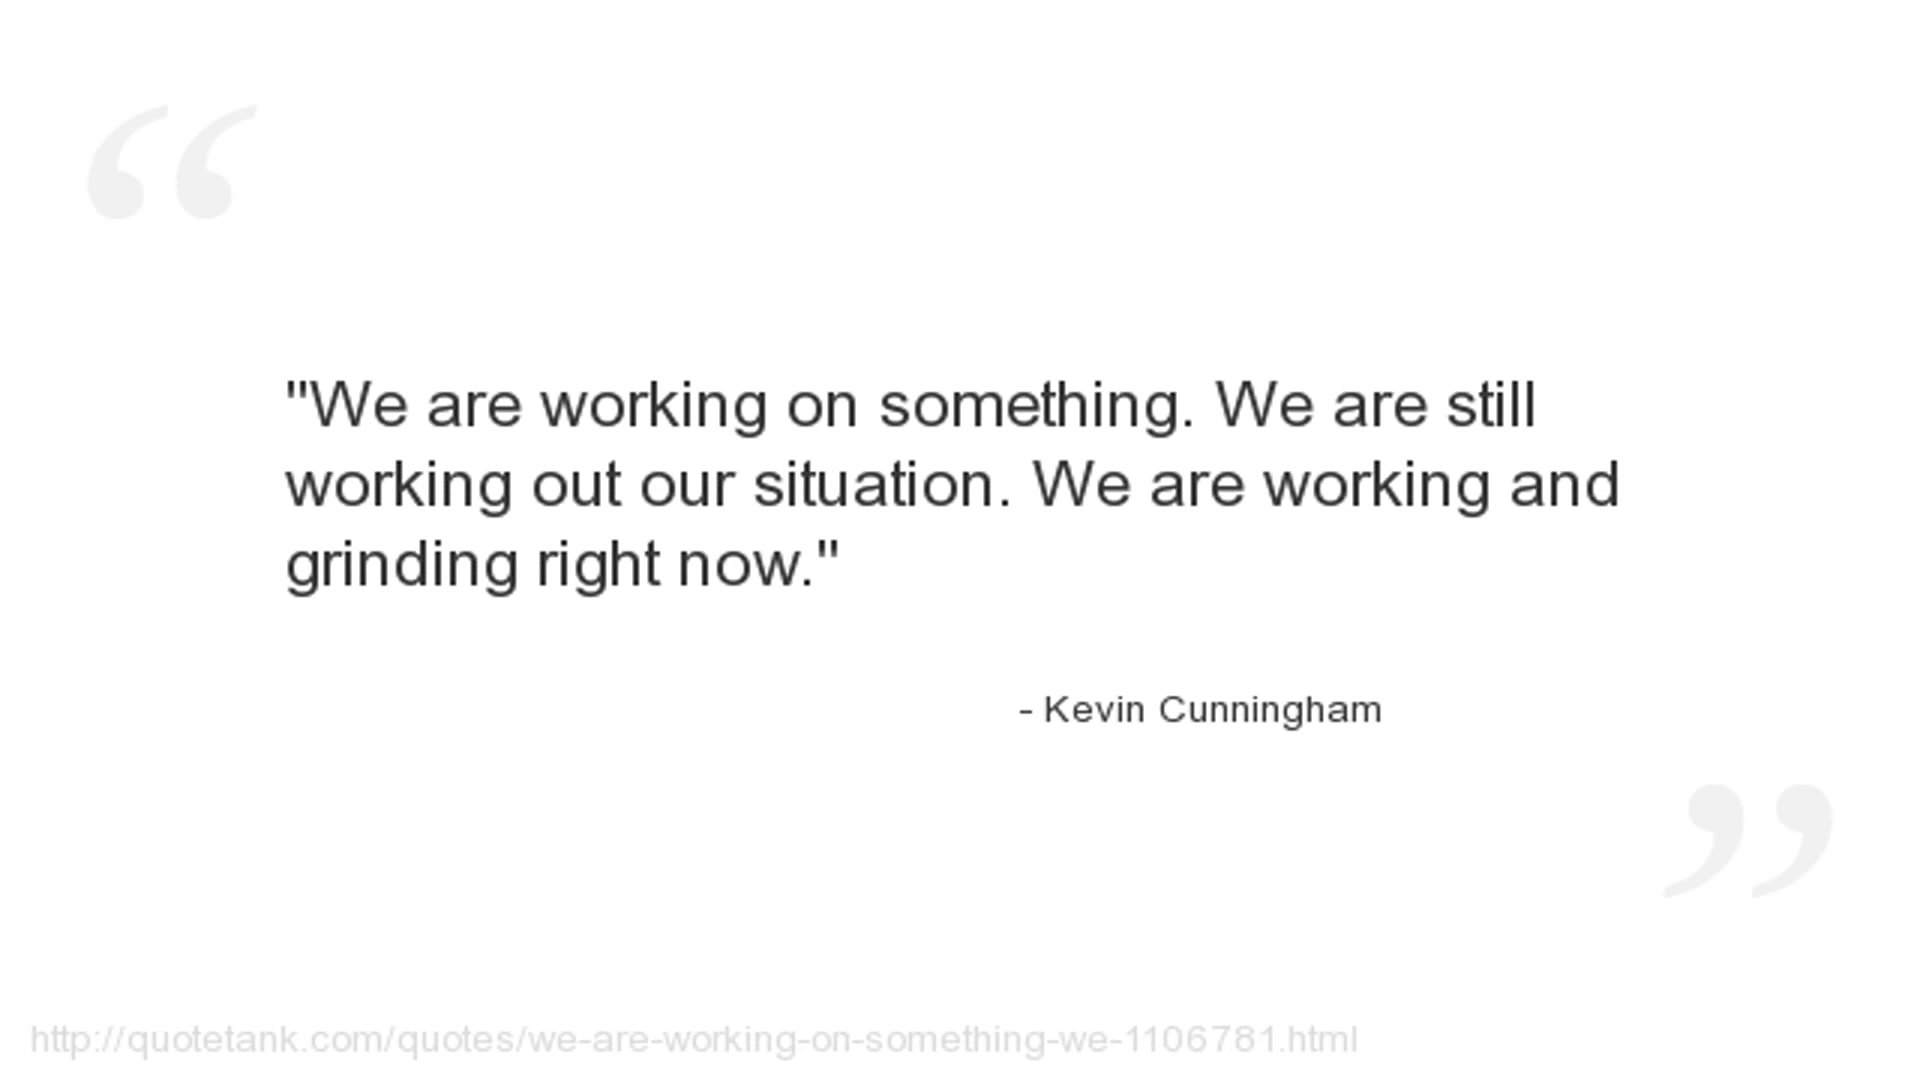 "We are working on something. We are still
working out our situation. We are working and
grinding right now."
- Kevin Cunningham
http://quotetank.com/quotes/we-are-working-on-something-we-1106781.html